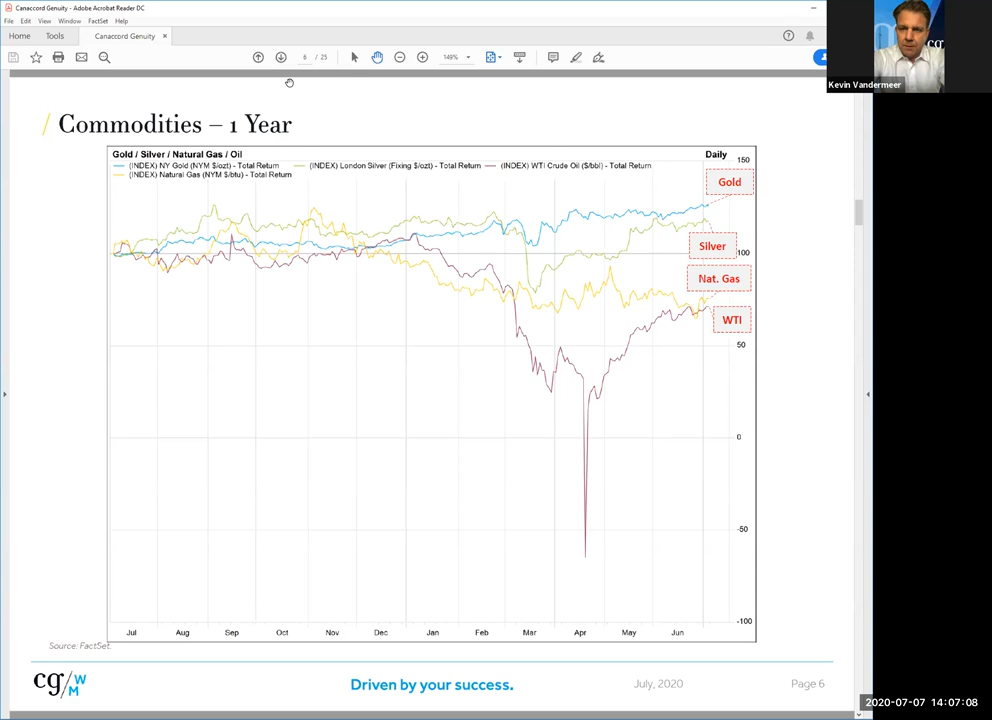 Canaccord Genuity - Adobe Acrobat Reader DC
File Edit View Window FactSet Help
Home Tools Canaccord Genuity ×
6 / 25 149%
Kevin Vandermeer
Commodities – 1 Year
Gold / Silver / Natural Gas / Oil Daily
(INDEX) NY Gold (NYM $/ozt) - Total Return (INDEX) London Silver (Fixing $/ozt) - Total Return (INDEX) WTI Crude Oil ($/bbl) - Total Return
(INDEX) Natural Gas (NYM $/btu) - Total Return
150
Gold
Silver
100
Nat. Gas
WTI
50
0
-50
-100
Jul Aug Sep Oct Nov Dec Jan Feb Mar Apr May Jun
Source: FactSet.
cg/WM Driven by your success. July, 2020 Page 6
2020-07-07 14:07:08